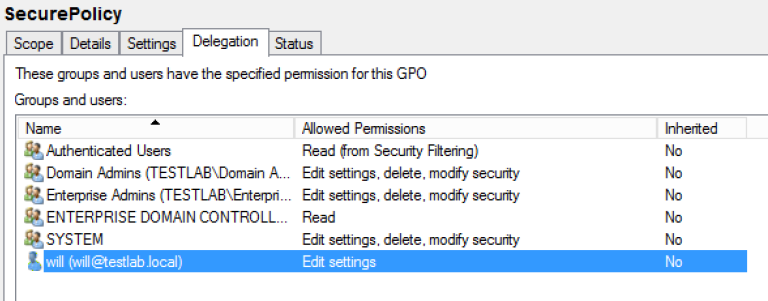 SecurePolicy
Scope Details Settings Delegation Status
These groups and users have the specified permission for this GPO
Groups and users:
Name Allowed Permissions Inherited
Authenticated Users Read (from Security Filtering) No
Domain Admins (TESTLAB\Domain A... Edit settings, delete, modify security No
Enterprise Admins (TESTLAB\Enterpri... Edit settings, delete, modify security No
ENTERPRISE DOMAIN CONTROLL... Read No
SYSTEM Edit settings, delete, modify security No
will (will@testlab.local) Edit settings No